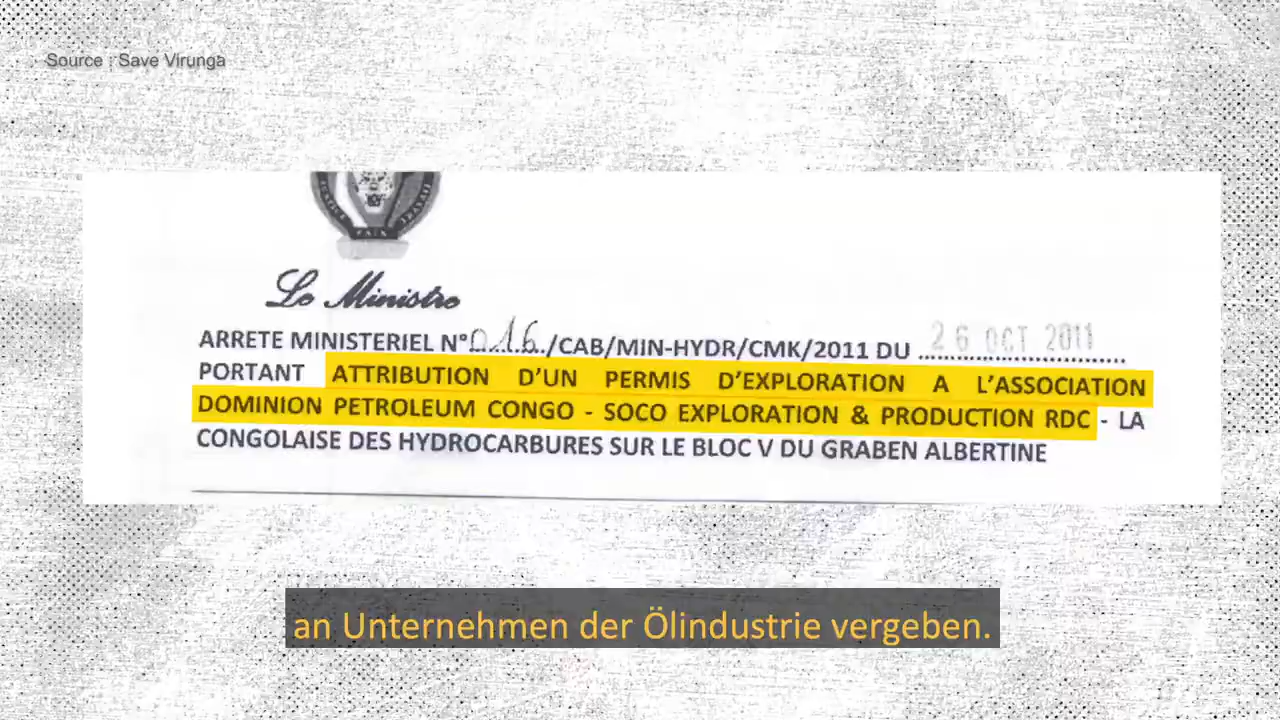 Source : Save Virunga
PAIX
Le Ministre
ARRETE MINISTERIEL N° 016 /CAB/MIN-HYDR/CMK/2011 DU 26 OCT 2011
PORTANT ATTRIBUTION D'UN PERMIS D'EXPLORATION A L'ASSOCIATION
DOMINION PETROLEUM CONGO - SOCO EXPLORATION & PRODUCTION RDC - LA
CONGOLAISE DES HYDROCARBURES SUR LE BLOC V DU GRABEN ALBERTINE
an Unternehmen der Ölindustrie vergeben.